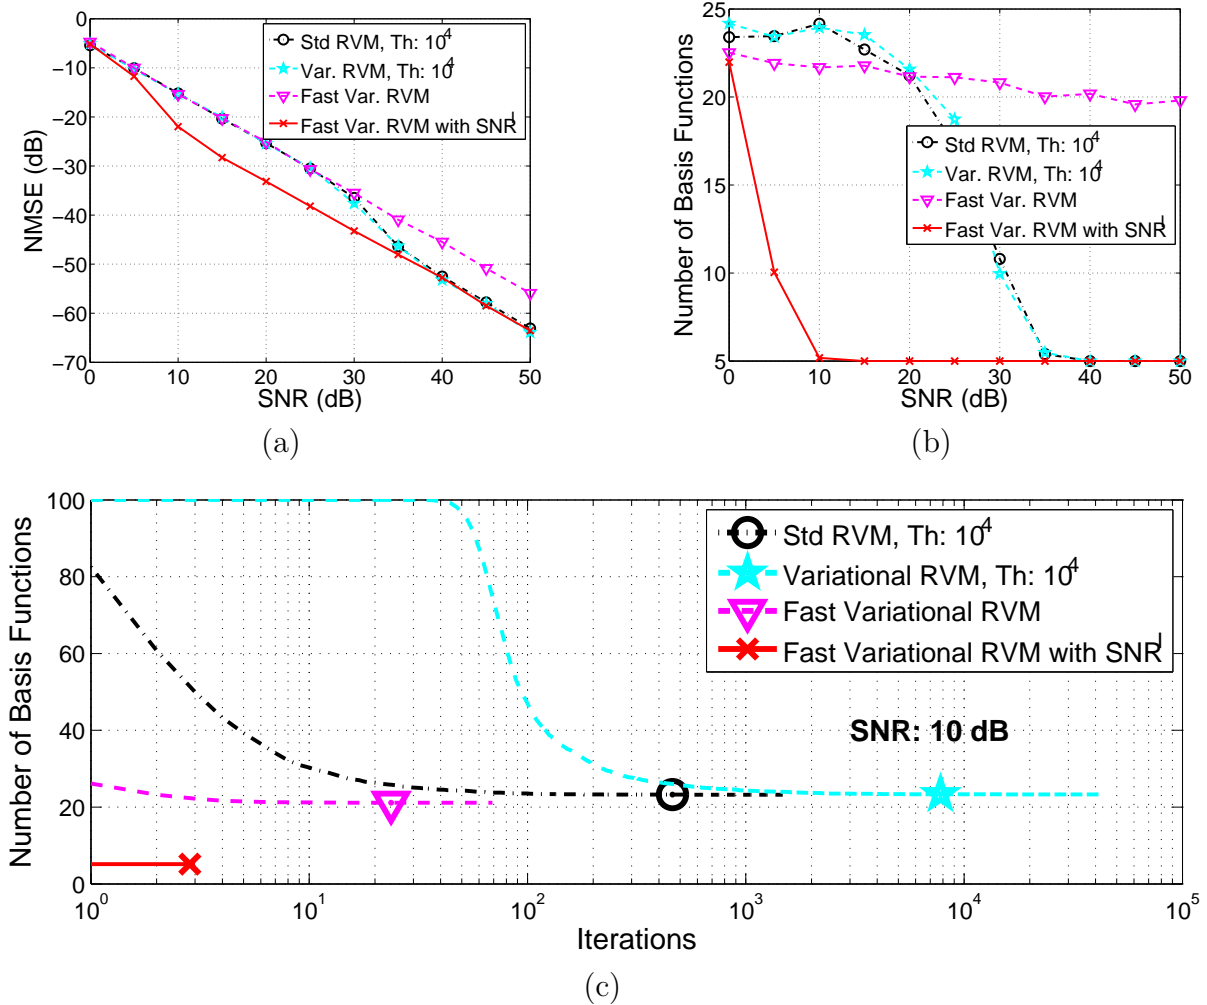 0
−10
−20
−30
−40
−50
−60
−70
NMSE (dB)
0 10 20 30 40 50
SNR (dB)
Std RVM, Th: 10^4
Var. RVM, Th: 10^4
Fast Var. RVM
Fast Var. RVM with SNR^I
(a)
25
20
15
10
5
Number of Basis Functions
0 10 20 30 40 50
SNR (dB)
Std RVM, Th: 10^4
Var. RVM, Th: 10^4
Fast Var. RVM
Fast Var. RVM with SNR^I
(b)
100
80
60
40
20
0
Number of Basis Functions
Std RVM, Th: 10^4
Variational RVM, Th: 10^4
Fast Variational RVM
Fast Variational RVM with SNR^I
SNR: 10 dB
10^0 10^1 10^2 10^3 10^4 10^5
Iterations
(c)